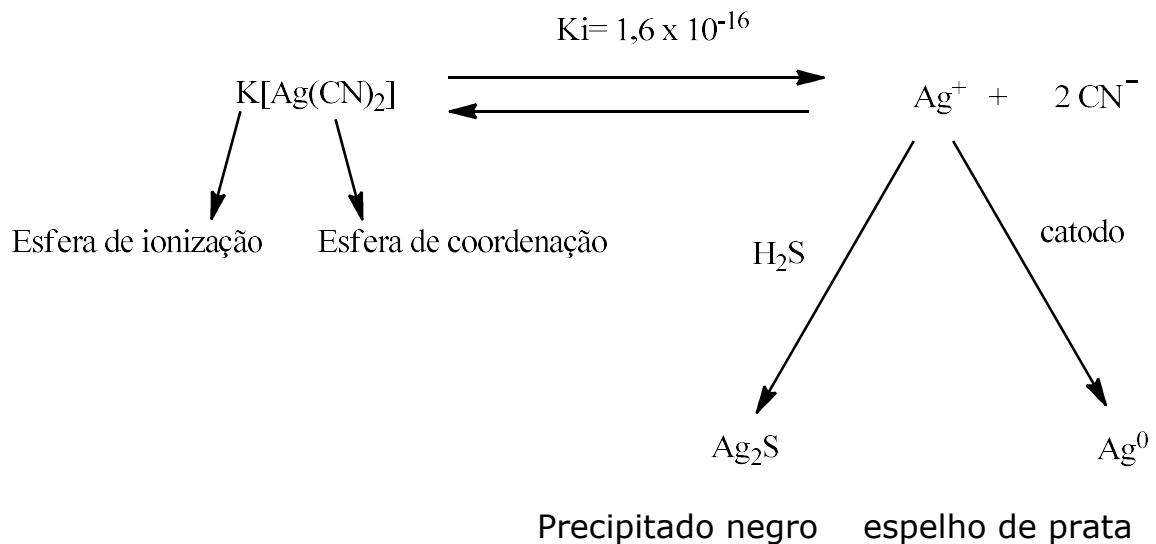 Ki= 1,6 x 10⁻¹⁶
K[Ag(CN)₂]
Ag⁺ + 2 CN⁻
Esfera de ionização
Esfera de coordenação
H₂S
catodo
Ag₂S
Ag⁰
Precipitado negro
espelho de prata